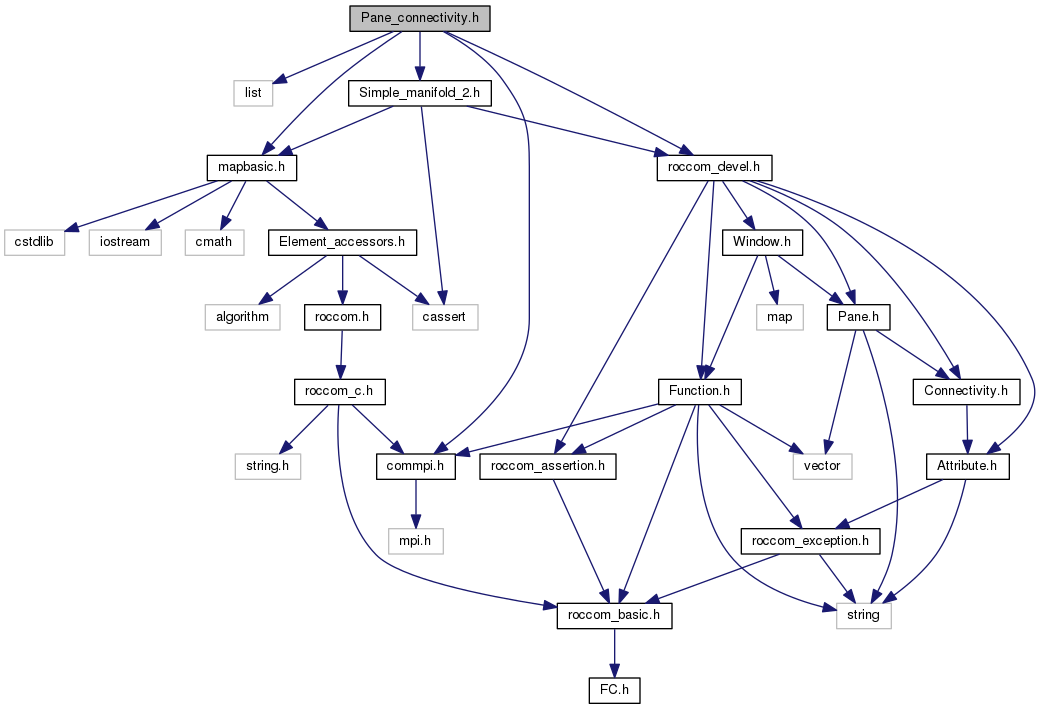 Pane_connectivity.h
list
Simple_manifold_2.h
mapbasic.h
roccom_devel.h
cstdlib
iostream
cmath
Element_accessors.h
Window.h
algorithm
roccom.h
cassert
map
Pane.h
roccom_c.h
Function.h
Connectivity.h
string.h
commpi.h
roccom_assertion.h
vector
Attribute.h
mpi.h
roccom_exception.h
roccom_basic.h
string
FC.h